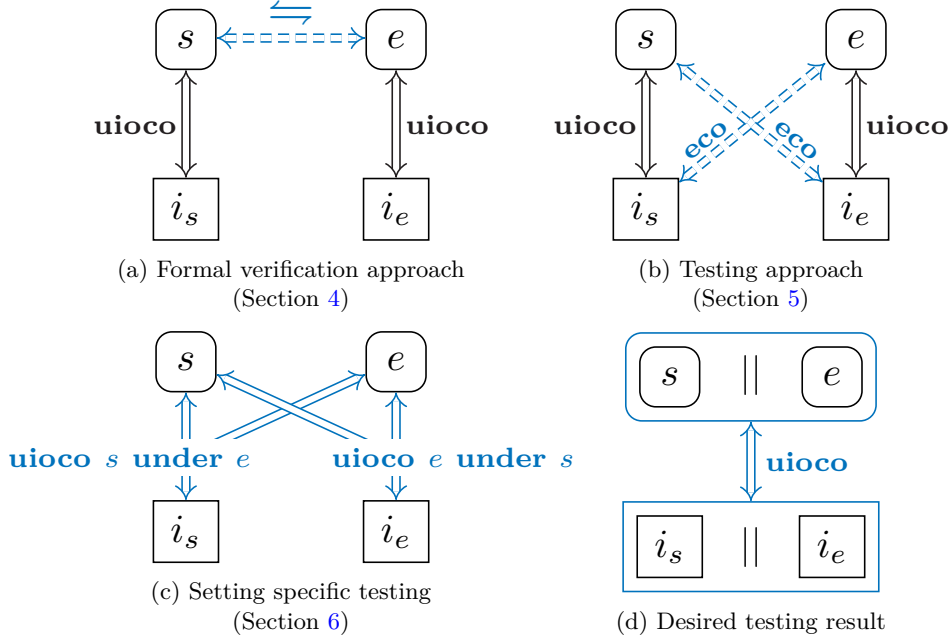 ⇋
s e
uioco uioco
i_s i_e
(a) Formal verification approach
(Section 4)
s e
uioco eco eco uioco
i_s i_e
(b) Testing approach
(Section 5)
s e
uioco s under e uioco e under s
i_s i_e
(c) Setting specific testing
(Section 6)
s || e
uioco
i_s || i_e
(d) Desired testing result